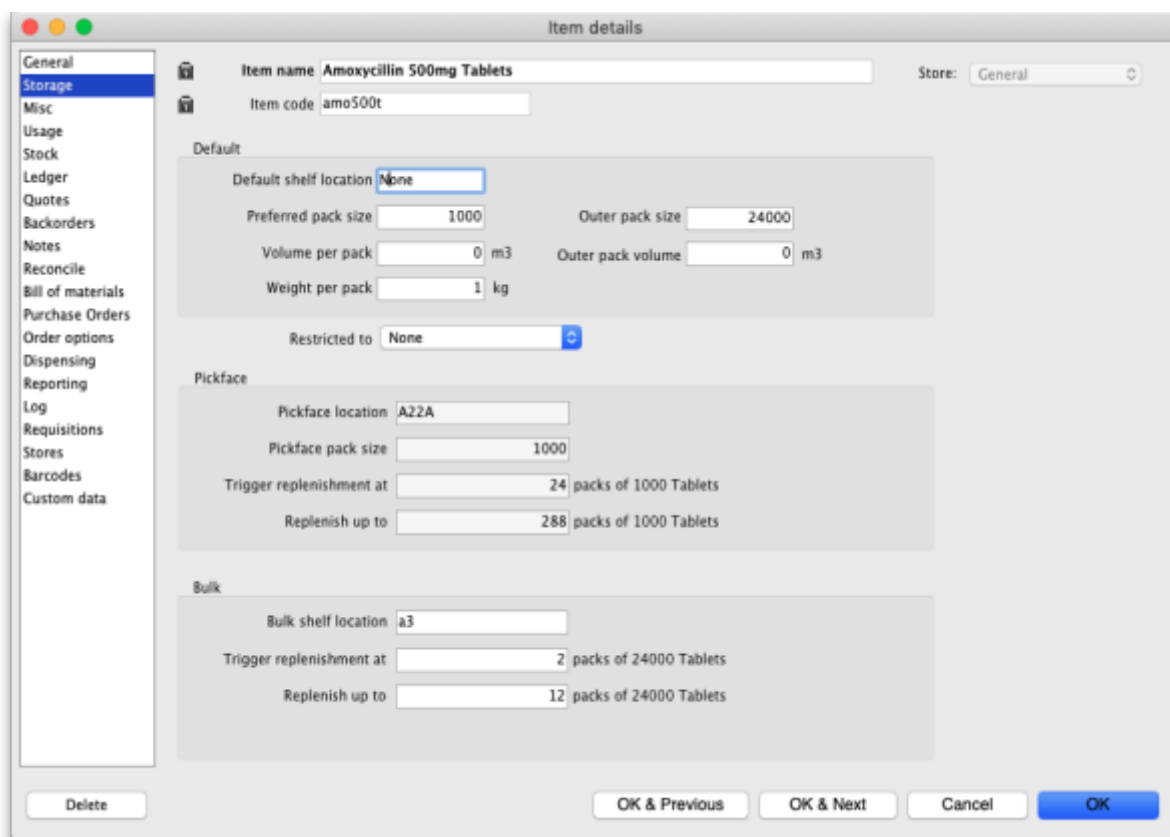 Item details
General
Storage
Misc
Usage
Stock
Ledger
Quotes
Backorders
Notes
Reconcile
Bill of materials
Purchase Orders
Order options
Dispensing
Reporting
Log
Requisitions
Stores
Barcodes
Custom data
Item name Amoxycillin 500mg Tablets
Store: General
Item code amo500t
Default
Default shelf location None
Preferred pack size 1000
Outer pack size 24000
Volume per pack 0 m3
Outer pack volume 0 m3
Weight per pack 1 kg
Restricted to None
Pickface
Pickface location A22A
Pickface pack size 1000
Trigger replenishment at 24 packs of 1000 Tablets
Replenish up to 288 packs of 1000 Tablets
Bulk
Bulk shelf location a3
Trigger replenishment at 2 packs of 24000 Tablets
Replenish up to 12 packs of 24000 Tablets
Delete
OK & Previous
OK & Next
Cancel
OK